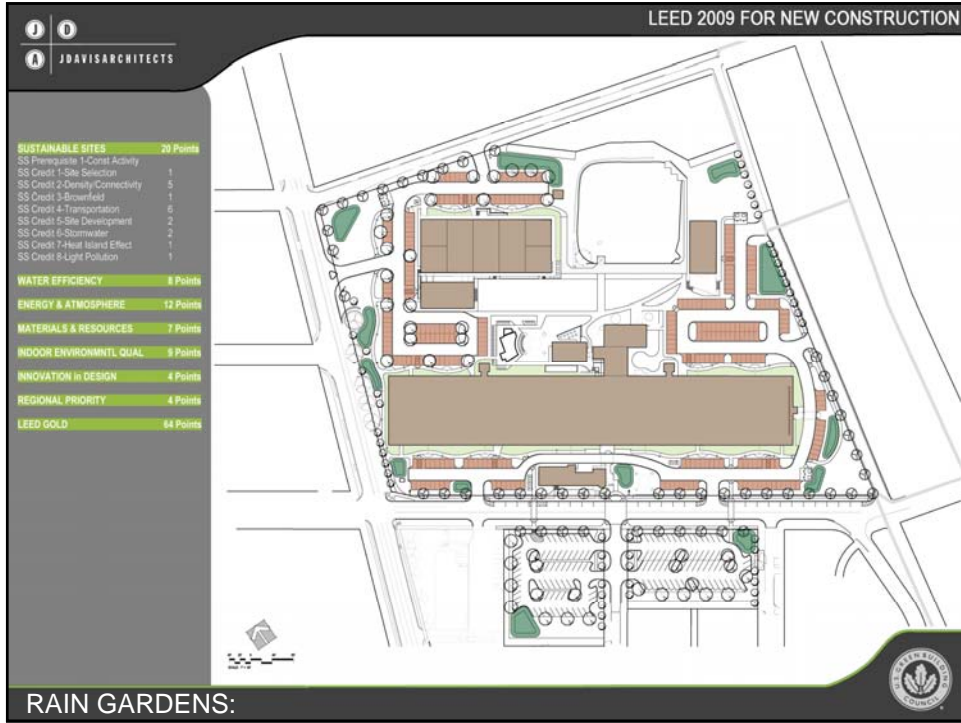 LEED 2009 FOR NEW CONSTRUCTION
J D
A JDAVISARCHITECTS
SUSTAINABLE SITES 20 Points
SS Prerequisite 1-Const Activity
SS Credit 1-Site Selection 1
SS Credit 2-Density/Connectivity 5
SS Credit 3-Brownfield 1
SS Credit 4-Transportation 6
SS Credit 5-Site Development 2
SS Credit 6-Stormwater 2
SS Credit 7-Heat Island Effect 1
SS Credit 8-Light Pollution 1
WATER EFFICIENCY 8 Points
ENERGY & ATMOSPHERE 12 Points
MATERIALS & RESOURCES 7 Points
INDOOR ENVIRONMNTL QUAL 9 Points
INNOVATION in DESIGN 4 Points
REGIONAL PRIORITY 4 Points
LEED GOLD 64 Points
U.S. GREEN BUILDING COUNCIL
RAIN GARDENS: